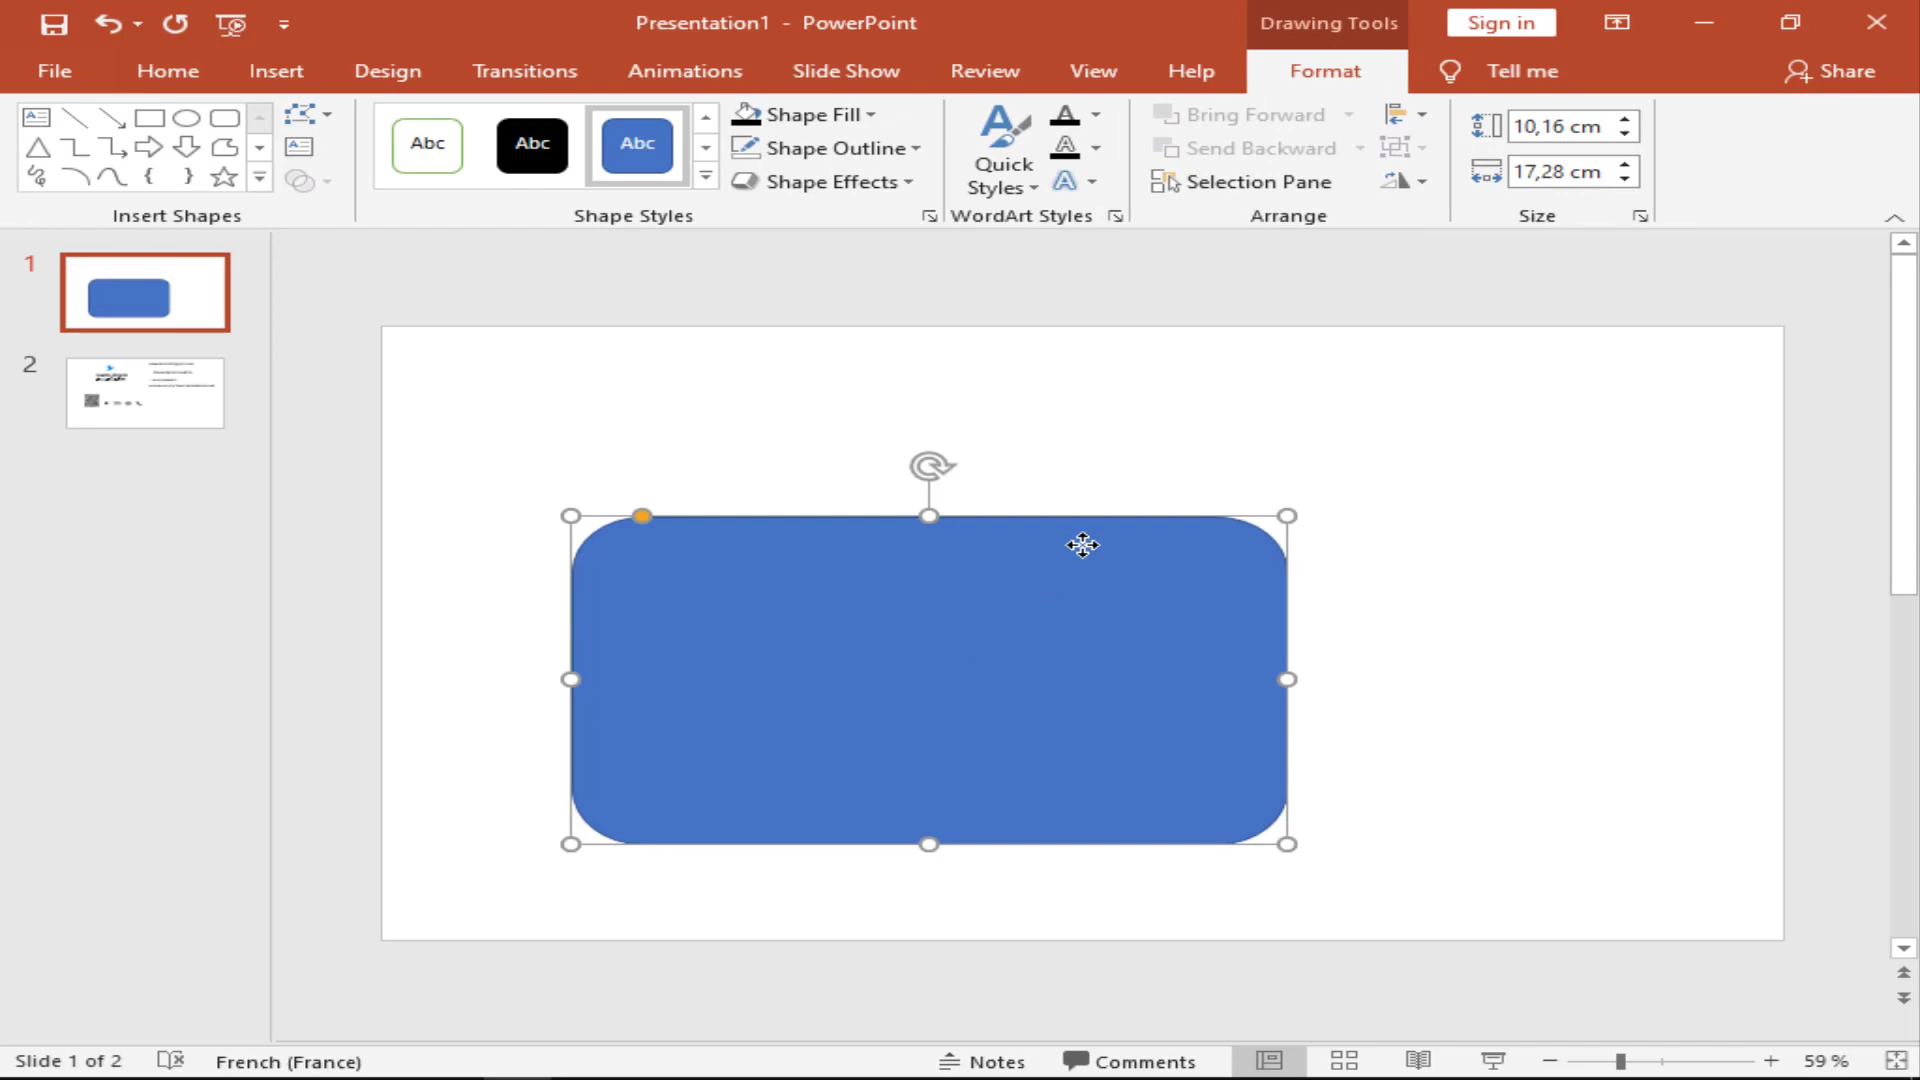 Presentation1 - PowerPoint
Drawing Tools
Sign in
File
Home
Insert
Design
Transitions
Animations
Slide Show
Review
View
Help
Format
Tell me
Share
Abc
Abc
Abc
Shape Fill
Shape Outline
Shape Effects
Quick
Styles
Bring Forward
Send Backward
Selection Pane
10,16 cm
17,28 cm
Insert Shapes
Shape Styles
WordArt Styles
Arrange
Size
1
2
Slide 1 of 2
French (France)
Notes
Comments
59 %